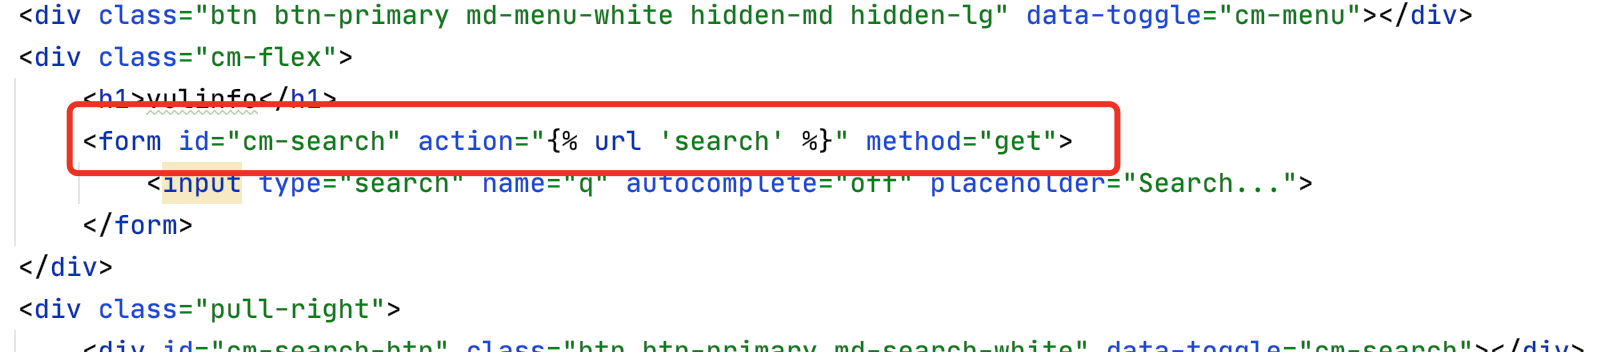 <div class="btn btn-primary md-menu-white hidden-md hidden-lg" data-toggle="cm-menu"></div>
<div class="cm-flex">
<h1>vulinfo</h1>
<form id="cm-search" action="{% url 'search' %}" method="get">
<input type="search" name="q" autocomplete="off" placeholder="Search...">
</form>
</div>
<div class="pull-right">
<div id="cm-search-btn" class="btn btn-primary md-search-white" data-toggle="cm-search"></div>